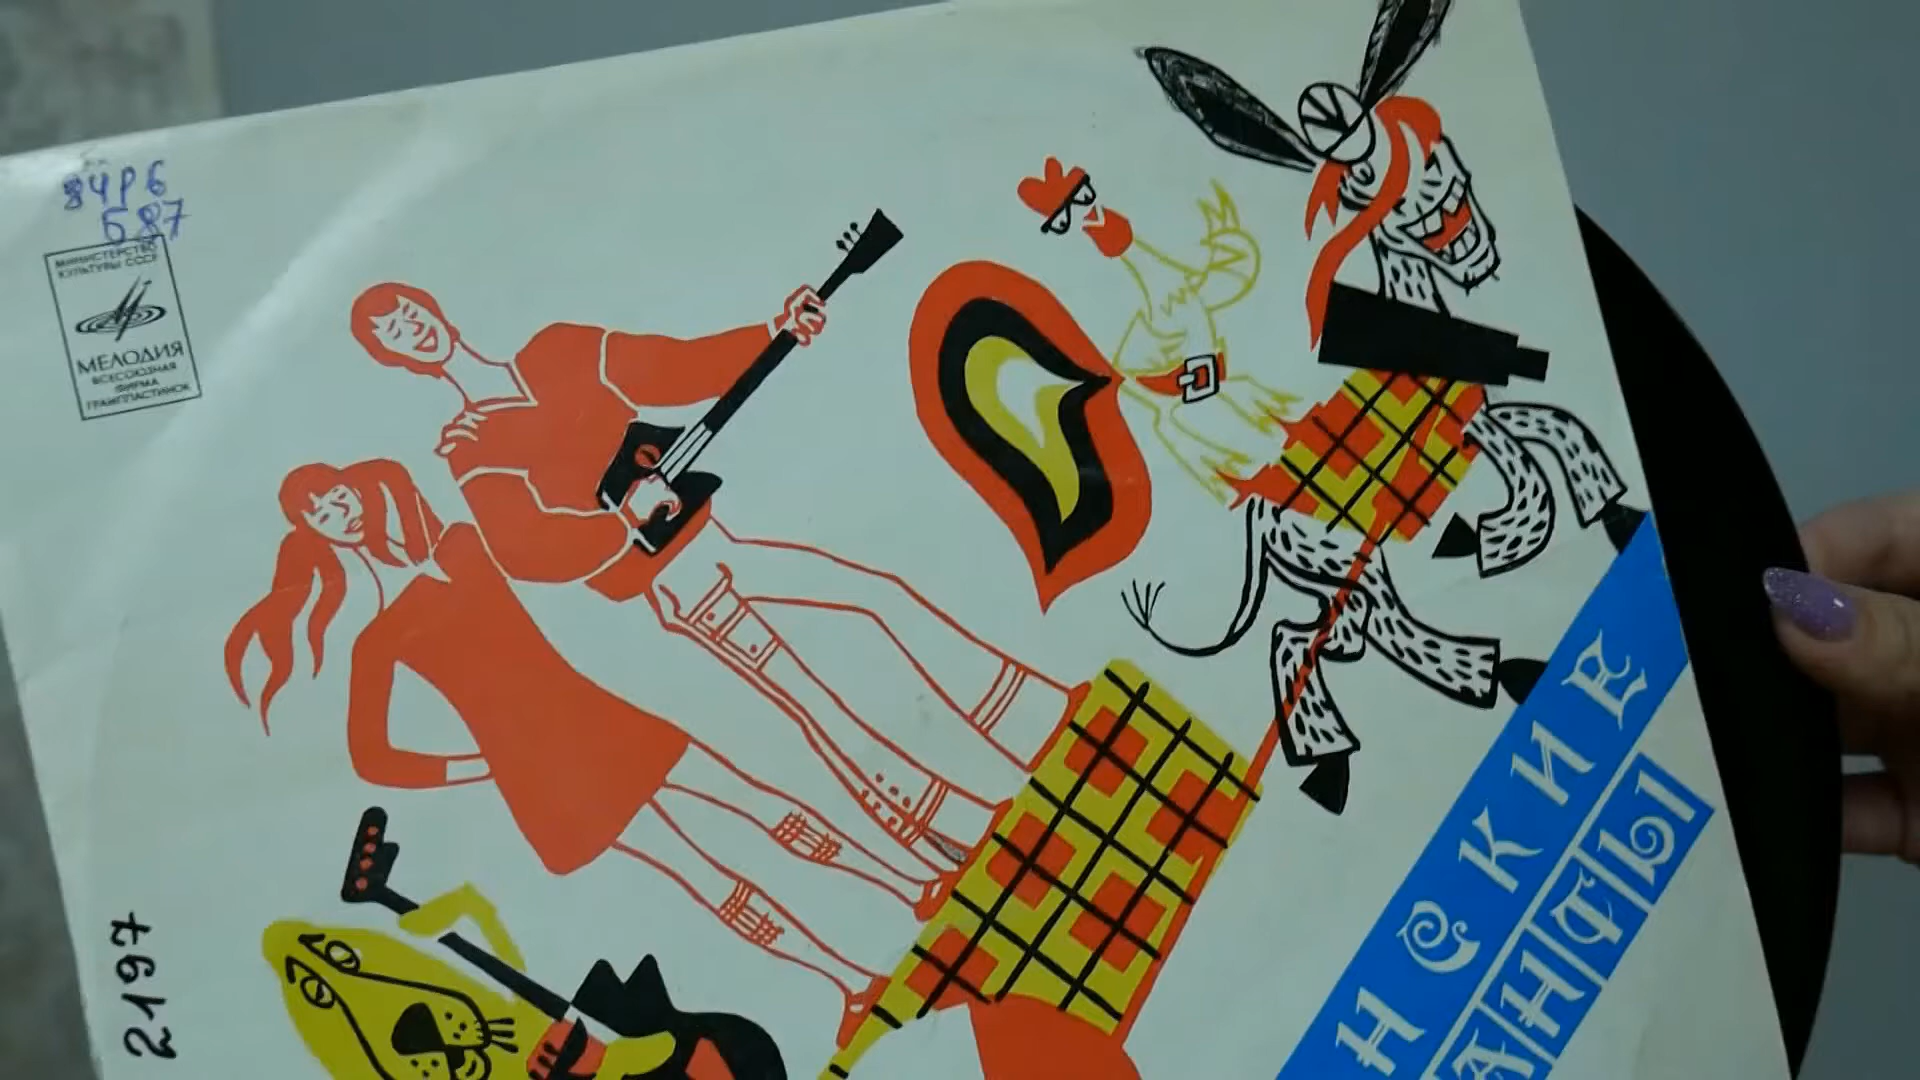 84Р6
Б87
МИНИСТЕРСТВО
КУЛЬТУРЫ СССР
МЕЛОДИЯ
ВСЕСОЮЗНАЯ
ФИРМА
ГРАМПЛАСТИНОК
2197
НСКИЕ
АНТЫ